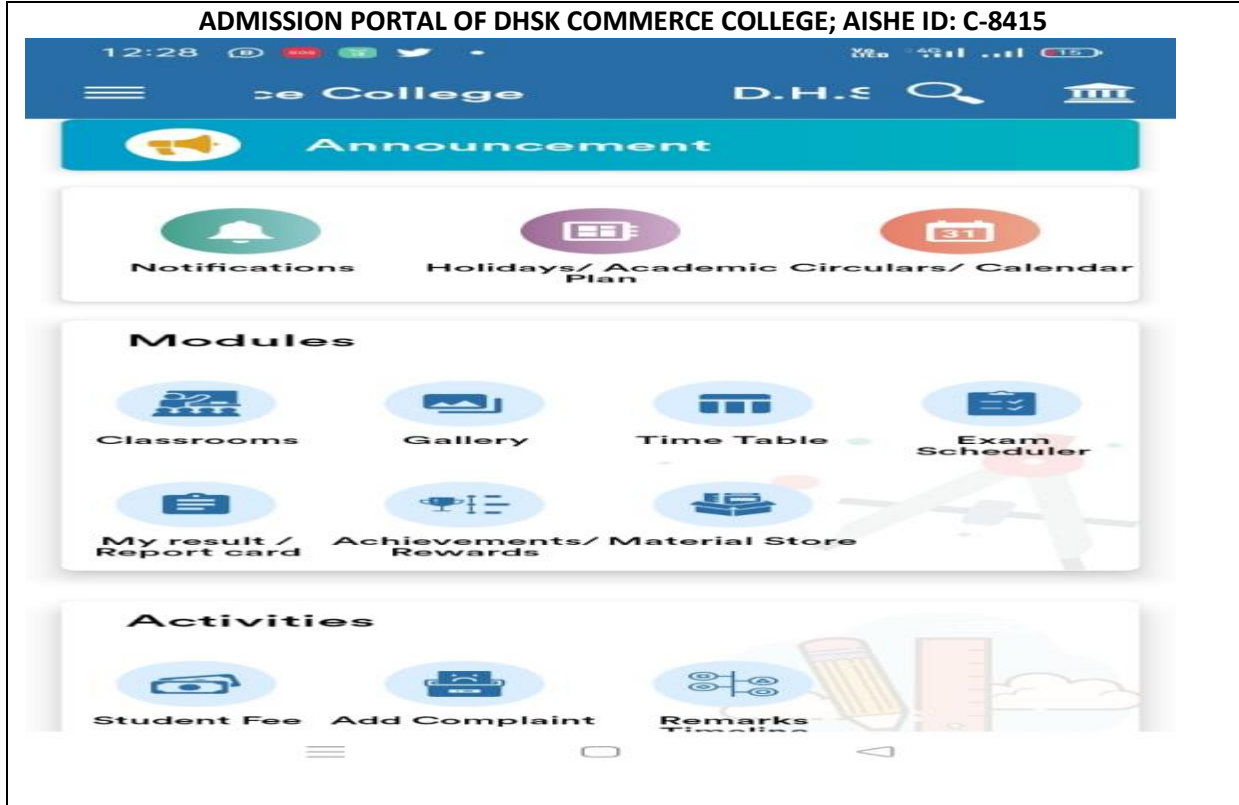 ADMISSION PORTAL OF DHSK COMMERCE COLLEGE; AISHE ID: C-8415
12:28
ce College D.H.S
Announcement
Notifications Holidays/ Academic Plan Circulars/ Calendar
Modules
Classrooms Gallery Time Table Exam Scheduler
My result / Report card Achievements/ Rewards Material Store
Activities
Student Fee Add Complaint Remarks Timeline